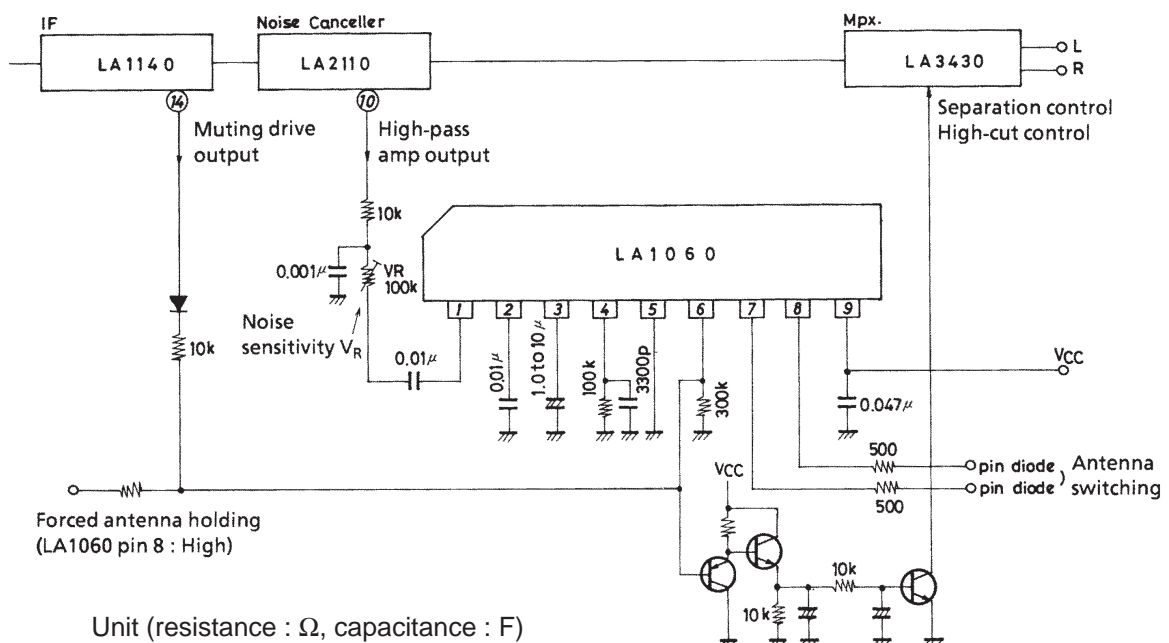 IF
Noise Canceller
Mpx.
LA1140
LA2110
LA3430
L
R
14
10
Muting drive
output
High-pass
amp output
Separation control
High-cut control
10k
LA1060
0.001μ
VR
100k
1 2 3 4 5 6 7 8 9
Noise
sensitivity VR
10k
0.01μ
0.01μ
1.0 to 10μ
100k
3300p
300k
VCC
0.047μ
500
pin diode
Antenna
switching
pin diode
500
VCC
Forced antenna holding
(LA1060 pin 8 : High)
10k
10k
Unit (resistance : Ω, capacitance : F)